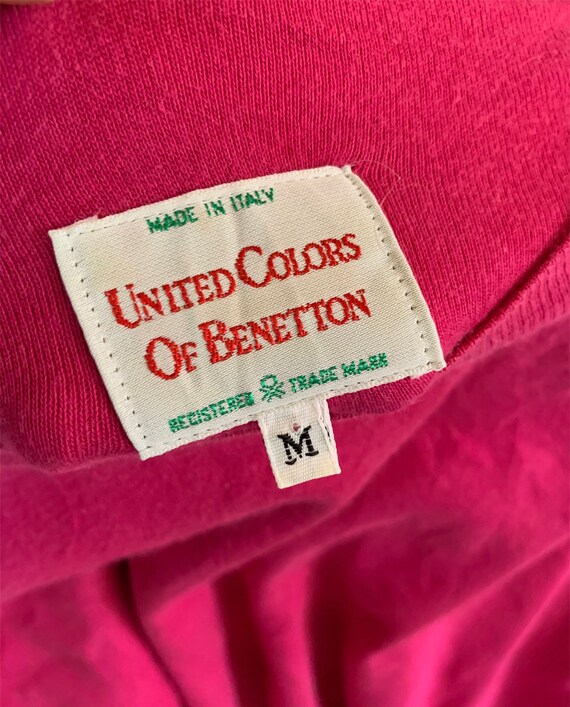 MADE IN ITALY
UNITED COLORS
OF BENETTON
REGISTERED TRADE MARK
M